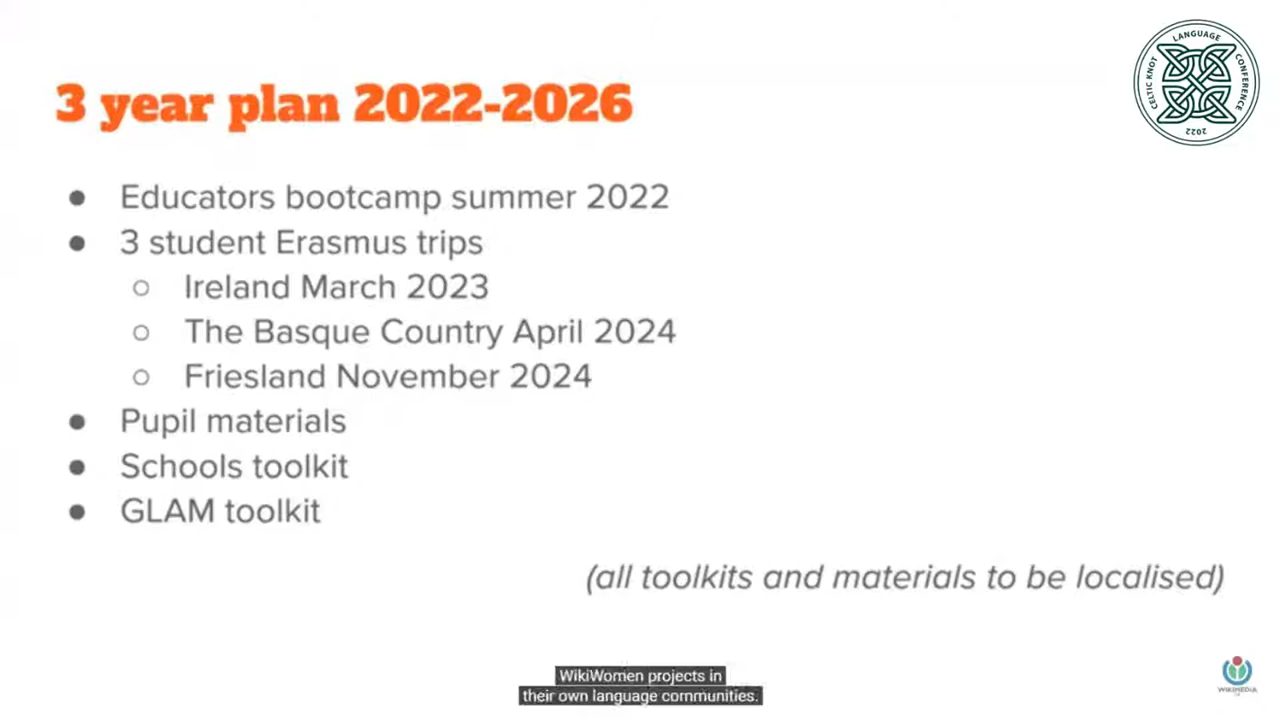 3 year plan 2022-2026
CELTIC KNOT LANGUAGE CONFERENCE 2022
● Educators bootcamp summer 2022
● 3 student Erasmus trips
○ Ireland March 2023
○ The Basque Country April 2024
○ Friesland November 2024
● Pupil materials
● Schools toolkit
● GLAM toolkit
(all toolkits and materials to be localised)
WikiWomen projects in
their own language communities.
WIKIMEDIA